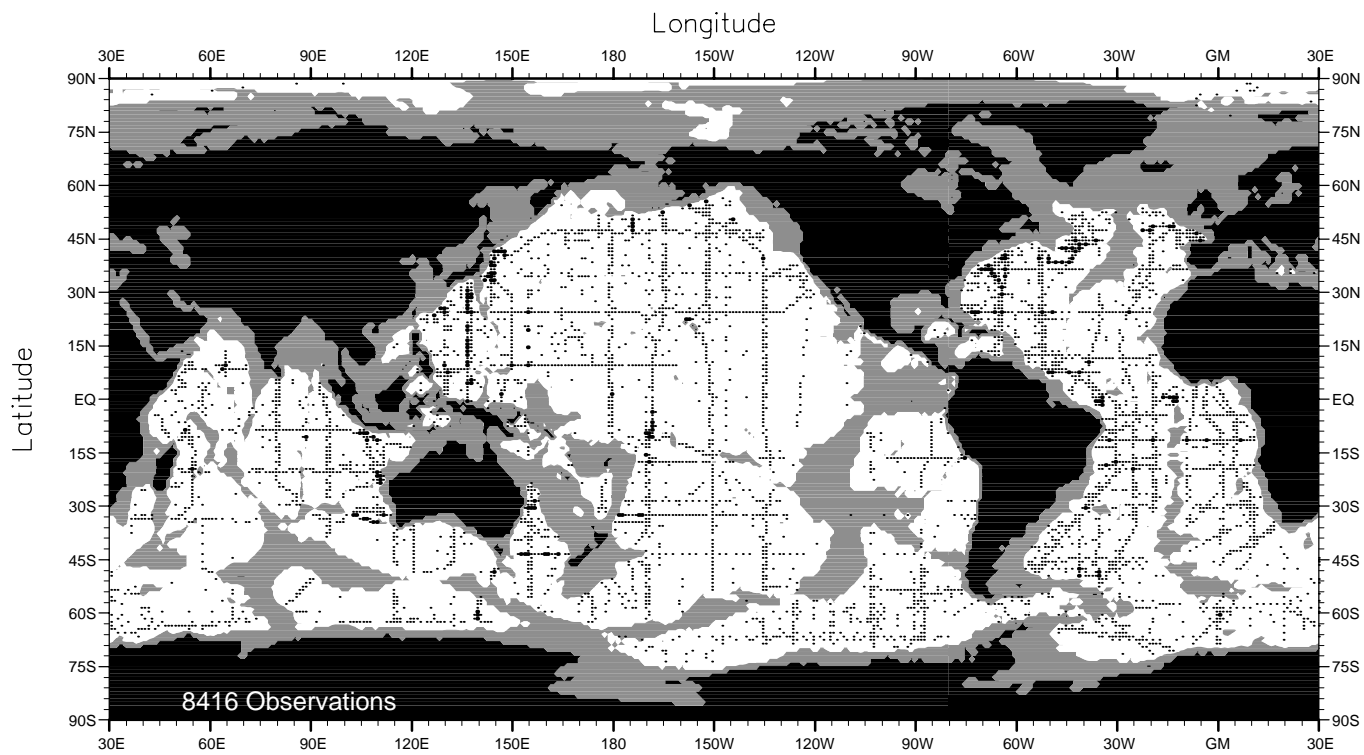 Longitude
30E 60E 90E 120E 150E 180 150W 120W 90W 60W 30W GM 30E
90N 90N
75N 75N
60N 60N
45N 45N
30N 30N
15N 15N
EQ EQ
15S 15S
30S 30S
45S 45S
60S 60S
75S 75S
90S 90S
Latitude
8416 Observations
30E 60E 90E 120E 150E 180 150W 120W 90W 60W 30W GM 30E